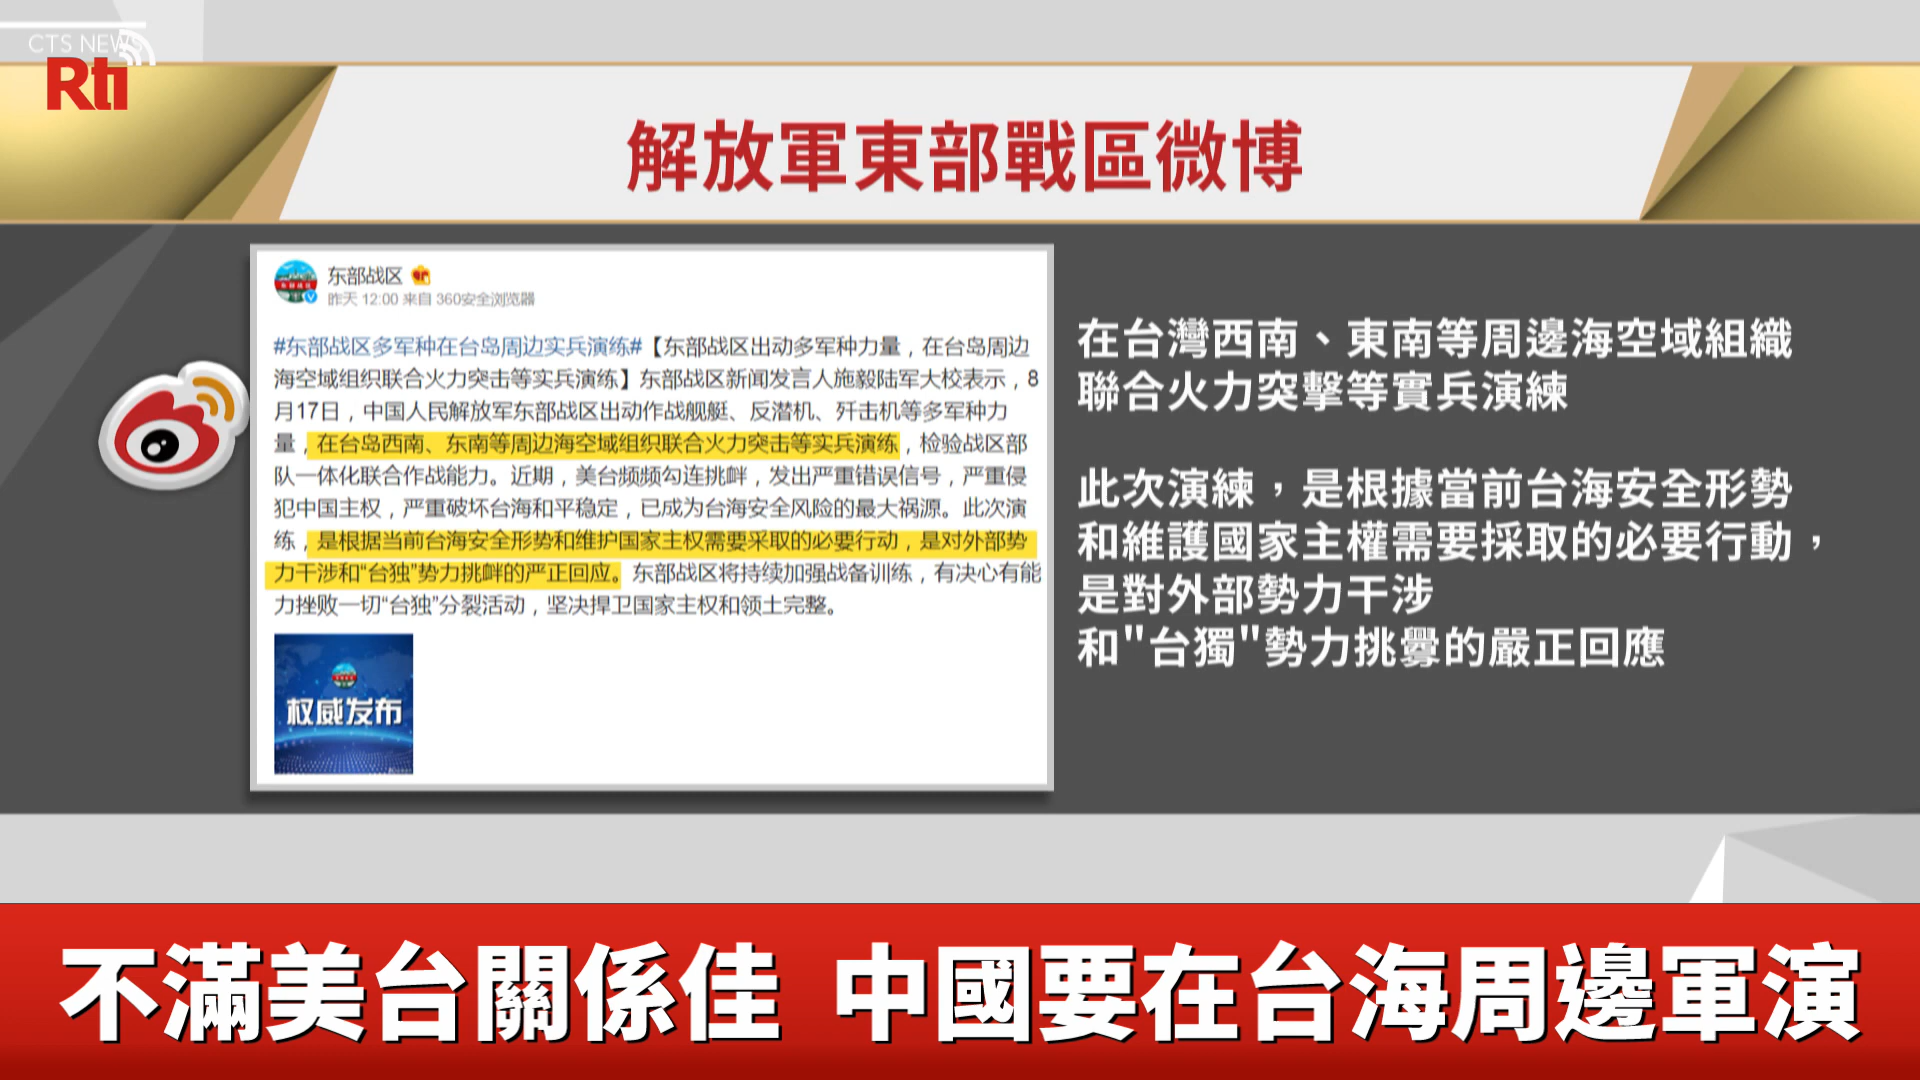 CTS NEWS
Rti
解放軍東部戰區微博
东部战区
昨天 12:00 来自 360安全浏览器
#东部战区多军种在台岛周边实兵演练#【东部战区出动多军种力量，在台岛周边
海空域组织联合火力突击等实兵演练】东部战区新闻发言人施毅陆军大校表示，8
月17日，中国人民解放军东部战区出动作战舰艇、反潜机、歼击机等多军种力
量，在台岛西南、东南等周边海空域组织联合火力突击等实兵演练，检验战区部
队一体化联合作战能力。近期，美台频频勾连挑衅，发出严重错误信号，严重侵
犯中国主权，严重破坏台海和平稳定，已成为台海安全风险的最大祸源。此次演
练，是根据当前台海安全形势和维护国家主权需要采取的必要行动，是对外部势
力干涉和“台独”势力挑衅的严正回应。东部战区将持续加强战备训练，有决心有能
力挫败一切“台独”分裂活动，坚决捍卫国家主权和领土完整。
权威发布
在台灣西南、東南等周邊海空域組織
聯合火力突擊等實兵演練
此次演練，是根據當前台海安全形勢
和維護國家主權需要採取的必要行動，
是對外部勢力干涉
和"台獨"勢力挑釁的嚴正回應
不滿美台關係佳 中國要在台海周邊軍演